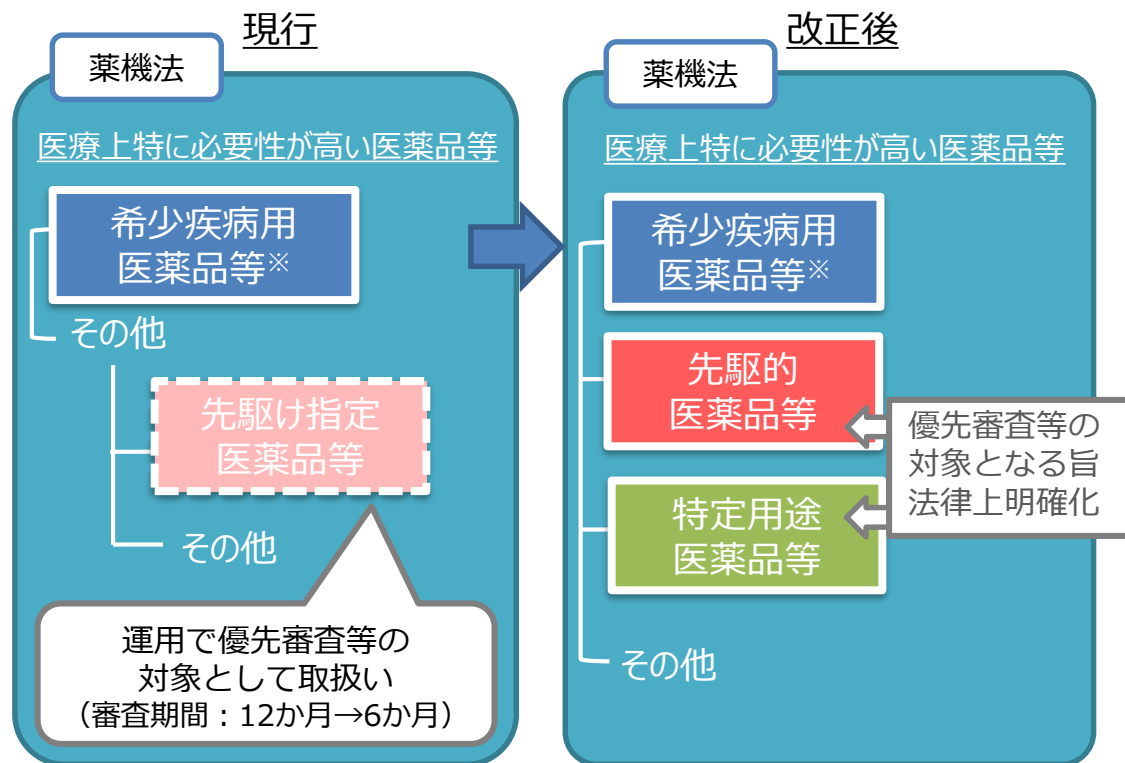 現行
薬機法
医療上特に必要性が高い医薬品等
希少疾病用
医薬品等※
その他
先駆け指定
医薬品等
その他
運用で優先審査等の
対象として取扱い
（審査期間：12か月→6か月）
改正後
薬機法
医療上特に必要性が高い医薬品等
希少疾病用
医薬品等※
先駆的
医薬品等
特定用途
医薬品等
その他
優先審査等の
対象となる旨
法律上明確化